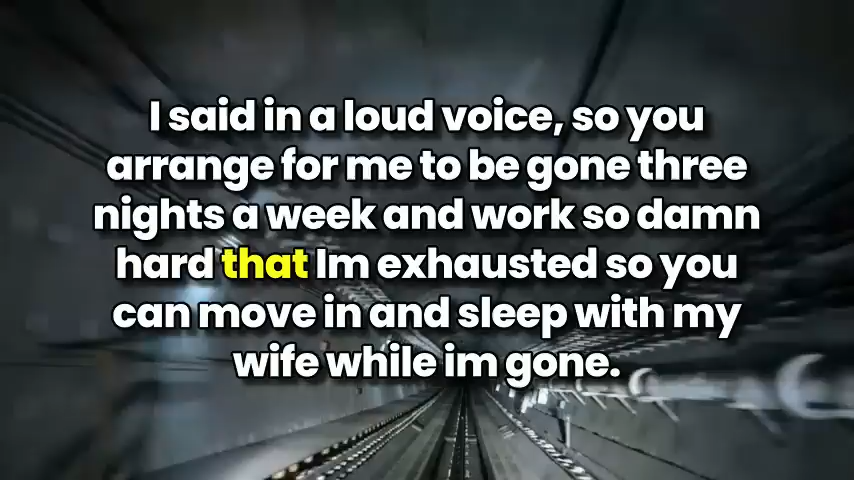 I said in a loud voice, so you
arrange for me to be gone three
nights a week and work so damn
hard that Im exhausted so you
can move in and sleep with my
wife while im gone.